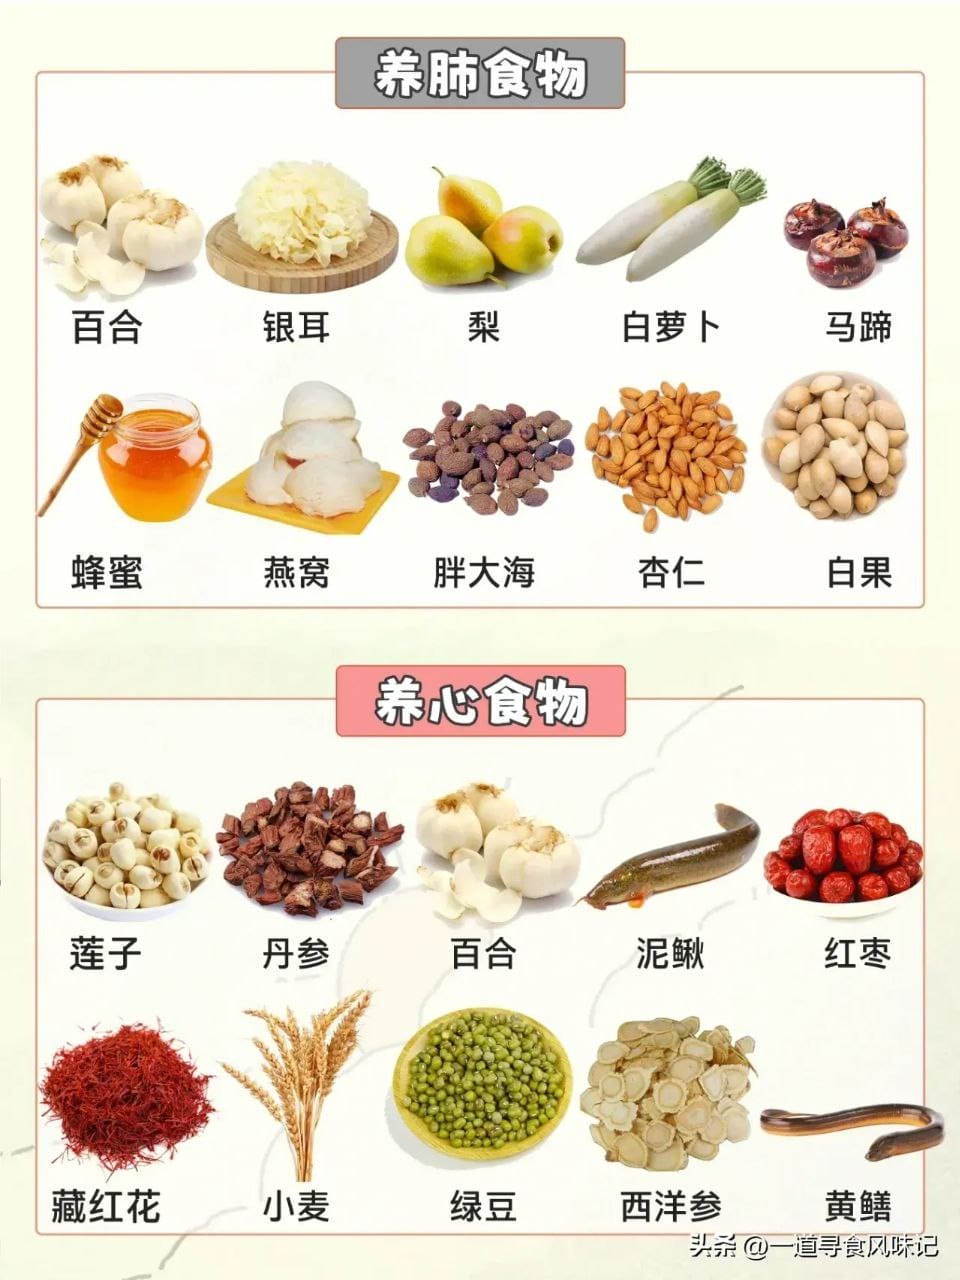 养肺食物
百合 银耳 梨 白萝卜 马蹄
蜂蜜 燕窝 胖大海 杏仁 白果
养心食物
莲子 丹参 百合 泥鳅 红枣
藏红花 小麦 绿豆 西洋参 黄鳝
头条 @一道寻食风味记